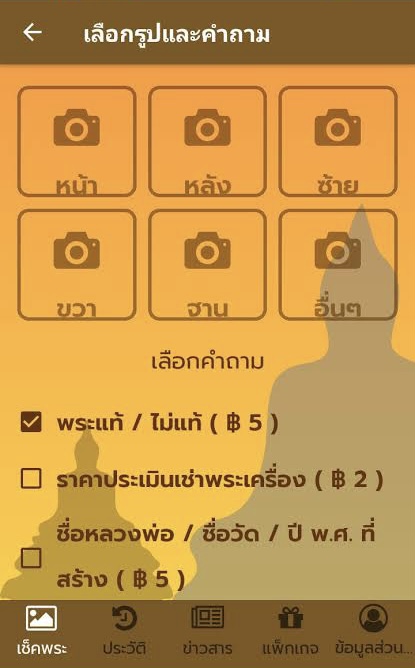 เลือกรูปและคำถาม
หน้า หลัง ซ้าย
ขวา ฐาน อื่นๆ
เลือกคำถาม
พระแท้ / ไม่แท้ ( ฿ 5 )
ราคาประเมินเช่าพระเครื่อง ( ฿ 2 )
ชื่อหลวงพ่อ / ชื่อวัด / ปี พ.ศ. ที่
สร้าง ( ฿ 5 )
เช็คพระ ประวัติ ข่าวสาร แพ็กเกจ ข้อมูลส่วน...